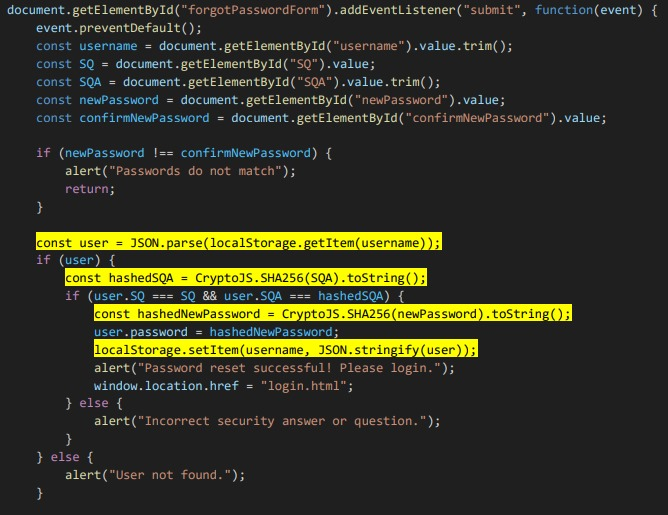 document.getElementById("forgotPasswordForm").addEventListener("submit", function(event) {
    event.preventDefault();
    const username = document.getElementById("username").value.trim();
    const SQ = document.getElementById("SQ").value;
    const SQA = document.getElementById("SQA").value.trim();
    const newPassword = document.getElementById("newPassword").value;
    const confirmNewPassword = document.getElementById("confirmNewPassword").value;

    if (newPassword !== confirmNewPassword) {
        alert("Passwords do not match");
        return;
    }

    const user = JSON.parse(localStorage.getItem(username));
    if (user) {
        const hashedSQA = CryptoJS.SHA256(SQA).toString();
        if (user.SQ === SQ && user.SQA === hashedSQA) {
            const hashedNewPassword = CryptoJS.SHA256(newPassword).toString();
            user.password = hashedNewPassword;
            localStorage.setItem(username, JSON.stringify(user));
            alert("Password reset successful! Please login.");
            window.location.href = "login.html";
        } else {
            alert("Incorrect security answer or question.");
        }
    } else {
        alert("User not found.");
    }